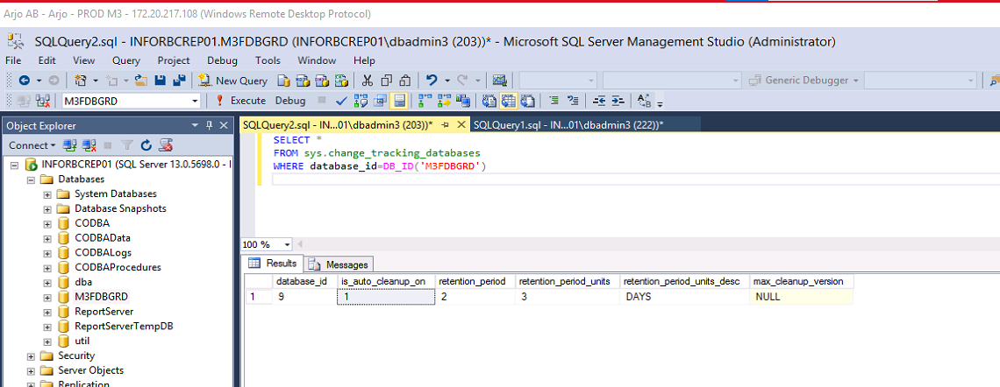 Arjo AB - Arjo - PROD M3 - 172.20.217.108 (Windows Remote Desktop Protocol)
SQLQuery2.sql - INFORBCREP01.M3FDBGRD (INFORBCREP01\dbadmin3 (203))* - Microsoft SQL Server Management Studio (Administrator)
File Edit View Query Project Debug Tools Window Help
New Query Generic Debugger
M3FDBGRD Execute Debug
Object Explorer
Connect
INFORBCREP01 (SQL Server 13.0.5698.0 - I
Databases
System Databases
Database Snapshots
CODBA
CODBAData
CODBALogs
CODBAProcedures
dba
M3FDBGRD
ReportServer
ReportServerTempDB
util
Security
Server Objects
Replication
SQLQuery2.sql - IN...01\dbadmin3 (203))* SQLQuery1.sql - IN...01\dbadmin3 (222))*
SELECT *
FROM sys.change_tracking_databases
WHERE database_id=DB_ID('M3FDBGRD')
100 %
Results Messages
database_id is_auto_cleanup_on retention_period retention_period_units retention_period_units_desc max_cleanup_version
1 9 1 2 3 DAYS NULL